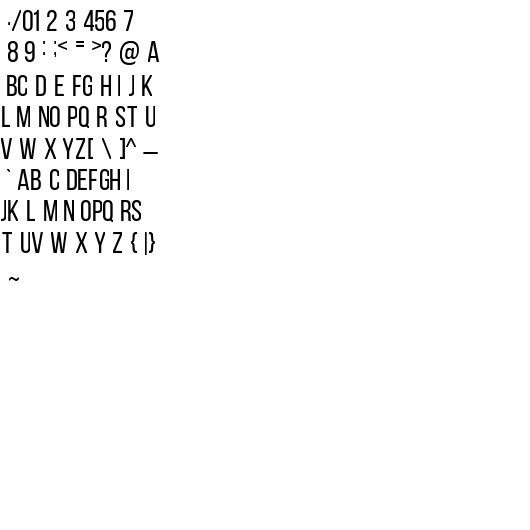 ./01 2 3 456 7
8 9 : ;< = >? @ A
BC D E FG H I J K
L M NO PQ R ST U
V W X YZ[ \ ]^ _
` AB C DEFGH I
JK L M N OPQ RS
T UV W X Y Z { |}
~